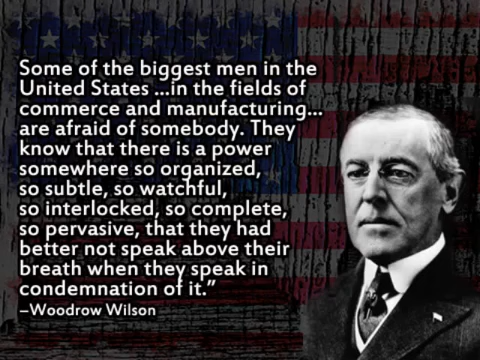 Some of the biggest men in the
United States ...in the fields of
commerce and manufacturing...
are afraid of somebody. They
know that there is a power
somewhere so organized,
so subtle, so watchful,
so interlocked, so complete,
so pervasive, that they had
better not speak above their
breath when they speak in
condemnation of it.”
–Woodrow Wilson